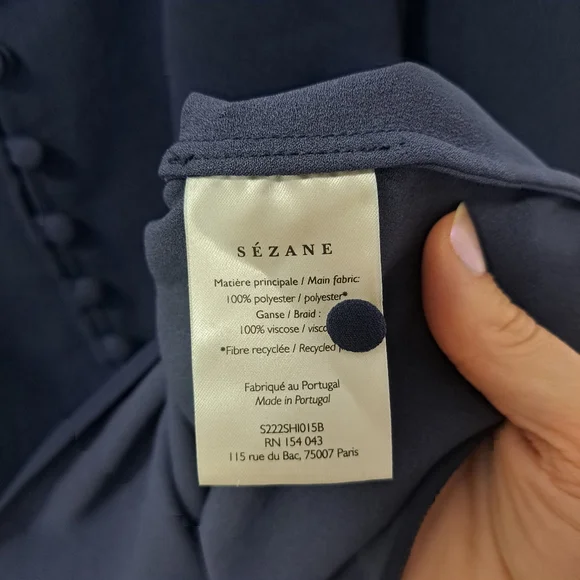 SÉZANE
Matière principale / Main fabric:
100% polyester / polyester*
Ganse / Braid :
100% viscose /
*Fibre recyclée / Recycled
Fabriqué au Portugal
Made in Portugal
S222SHI015B
RN 154 043
115 rue du Bac, 75007 Paris